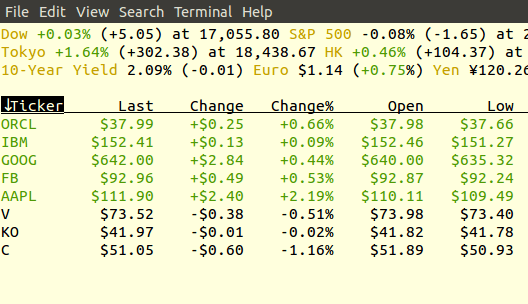 File Edit View Search Terminal Help
Dow +0.03% (+5.05) at 17,055.80 S&P 500 -0.08% (-1.65) at 2
Tokyo +1.64% (+302.38) at 18,438.67 HK +0.46% (+104.37) at
10-Year Yield 2.09% (-0.01) Euro $1.14 (+0.75%) Yen ¥120.26
↓Ticker Last Change Change% Open Low
ORCL $37.99 +$0.25 +0.66% $37.98 $37.66
IBM $152.41 +$0.13 +0.09% $152.46 $151.27
GOOG $642.00 +$2.84 +0.44% $640.00 $635.32
FB $92.96 +$0.49 +0.53% $92.87 $92.24
AAPL $111.90 +$2.40 +2.19% $110.11 $109.49
V $73.52 -$0.38 -0.51% $73.98 $73.40
KO $41.97 -$0.01 -0.02% $41.82 $41.78
C $51.05 -$0.60 -1.16% $51.89 $50.93